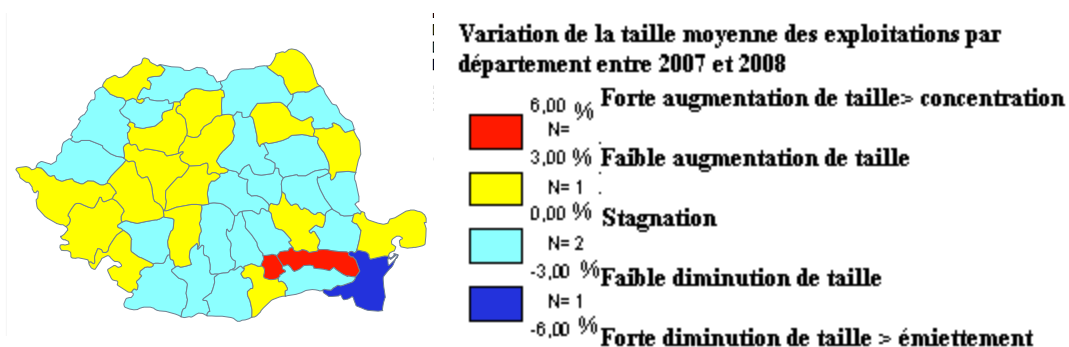 Variation de la taille moyenne des exploitations par
département entre 2007 et 2008
6,00 % Forte augmentation de taille> concentration
N=
3,00 % Faible augmentation de taille
N= 1
0,00 % Stagnation
N= 2
-3,00 % Faible diminution de taille
N= 1
-6,00 % Forte diminution de taille > émiettement